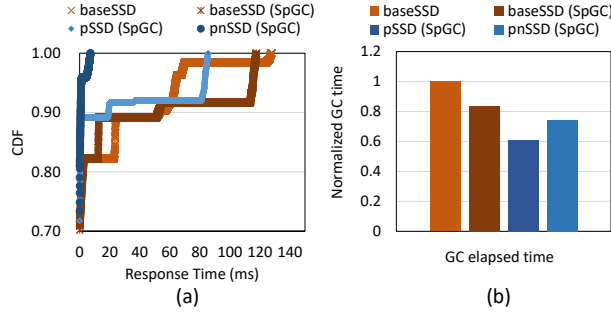 baseSSD baseSSD (SpGC)
pSSD (SpGC) pnSSD (SpGC)
1.00
0.90
0.80
0.70
CDF
0 20 40 60 80 100 120 140
Response Time (ms)
(a)
baseSSD baseSSD (SpGC)
pSSD (SpGC) pnSSD (SpGC)
1.2
1
0.8
0.6
0.4
0.2
0
Normalized GC time
GC elapsed time
(b)